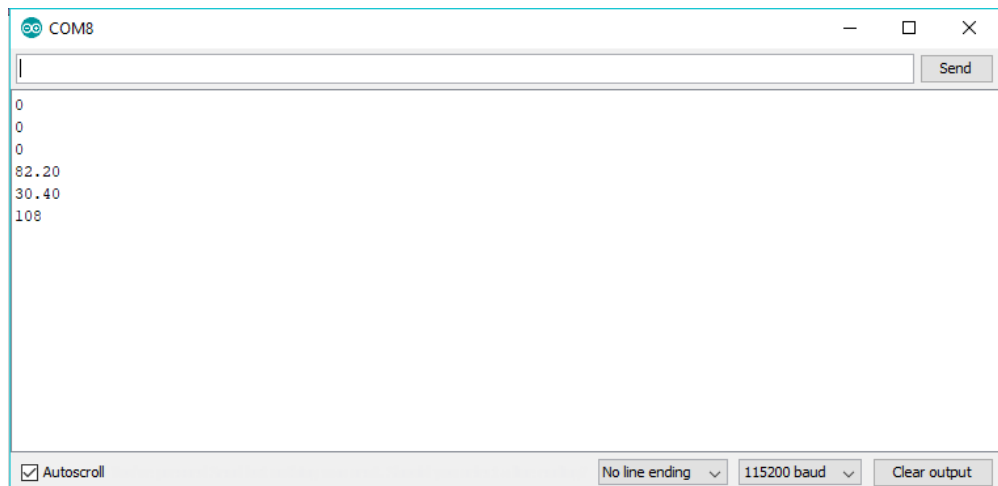 COM8
Send
0
0
0
82.20
30.40
108
Autoscroll
No line ending
115200 baud
Clear output